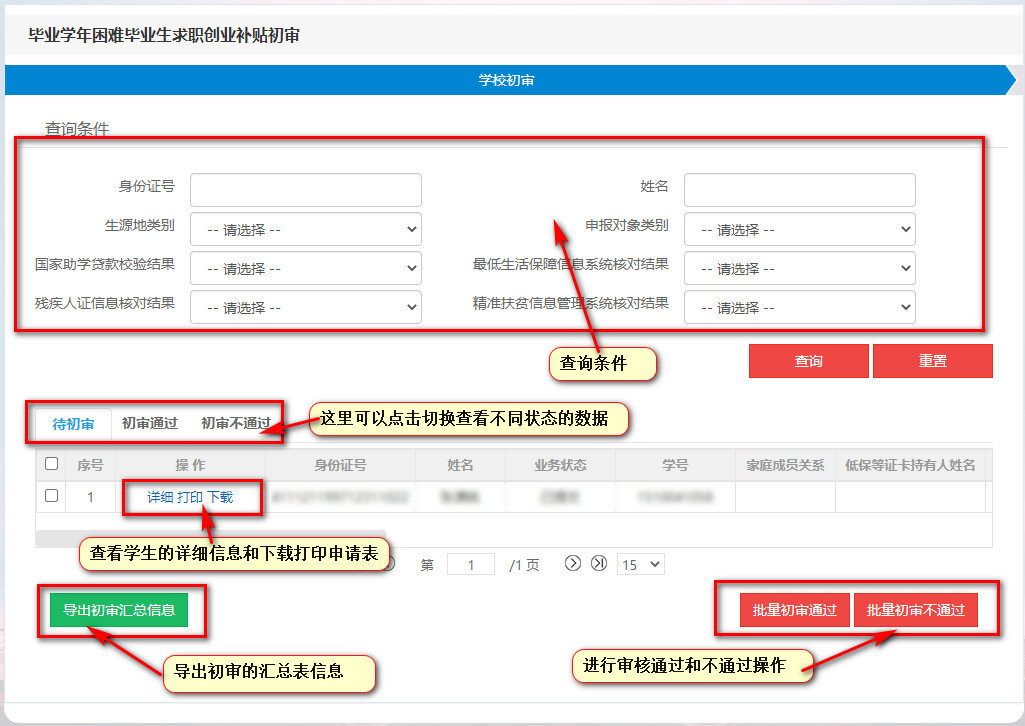 毕业学年困难毕业生求职创业补贴初审
学校初审
查询条件
身份证号 姓名
生源地类别 -- 请选择 -- 申报对象类别 -- 请选择 --
国家助学贷款校验结果 -- 请选择 -- 最低生活保障信息系统核对结果 -- 请选择 --
残疾人证信息核对结果 -- 请选择 -- 精准扶贫信息管理系统核对结果 -- 请选择 --
查询条件 查询 重置
待初审 初审通过 初审不通过 这里可以点击切换查看不同状态的数据
序号 操 作 身份证号 姓名 业务状态 学号 家庭成员关系 低保等证卡持有人姓名
1 详细 打印 下载
查看学生的详细信息和下载打印申请表 第 1 /1 页 15
导出初审汇总信息 批量初审通过 批量初审不通过
导出初审的汇总表信息 进行审核通过和不通过操作